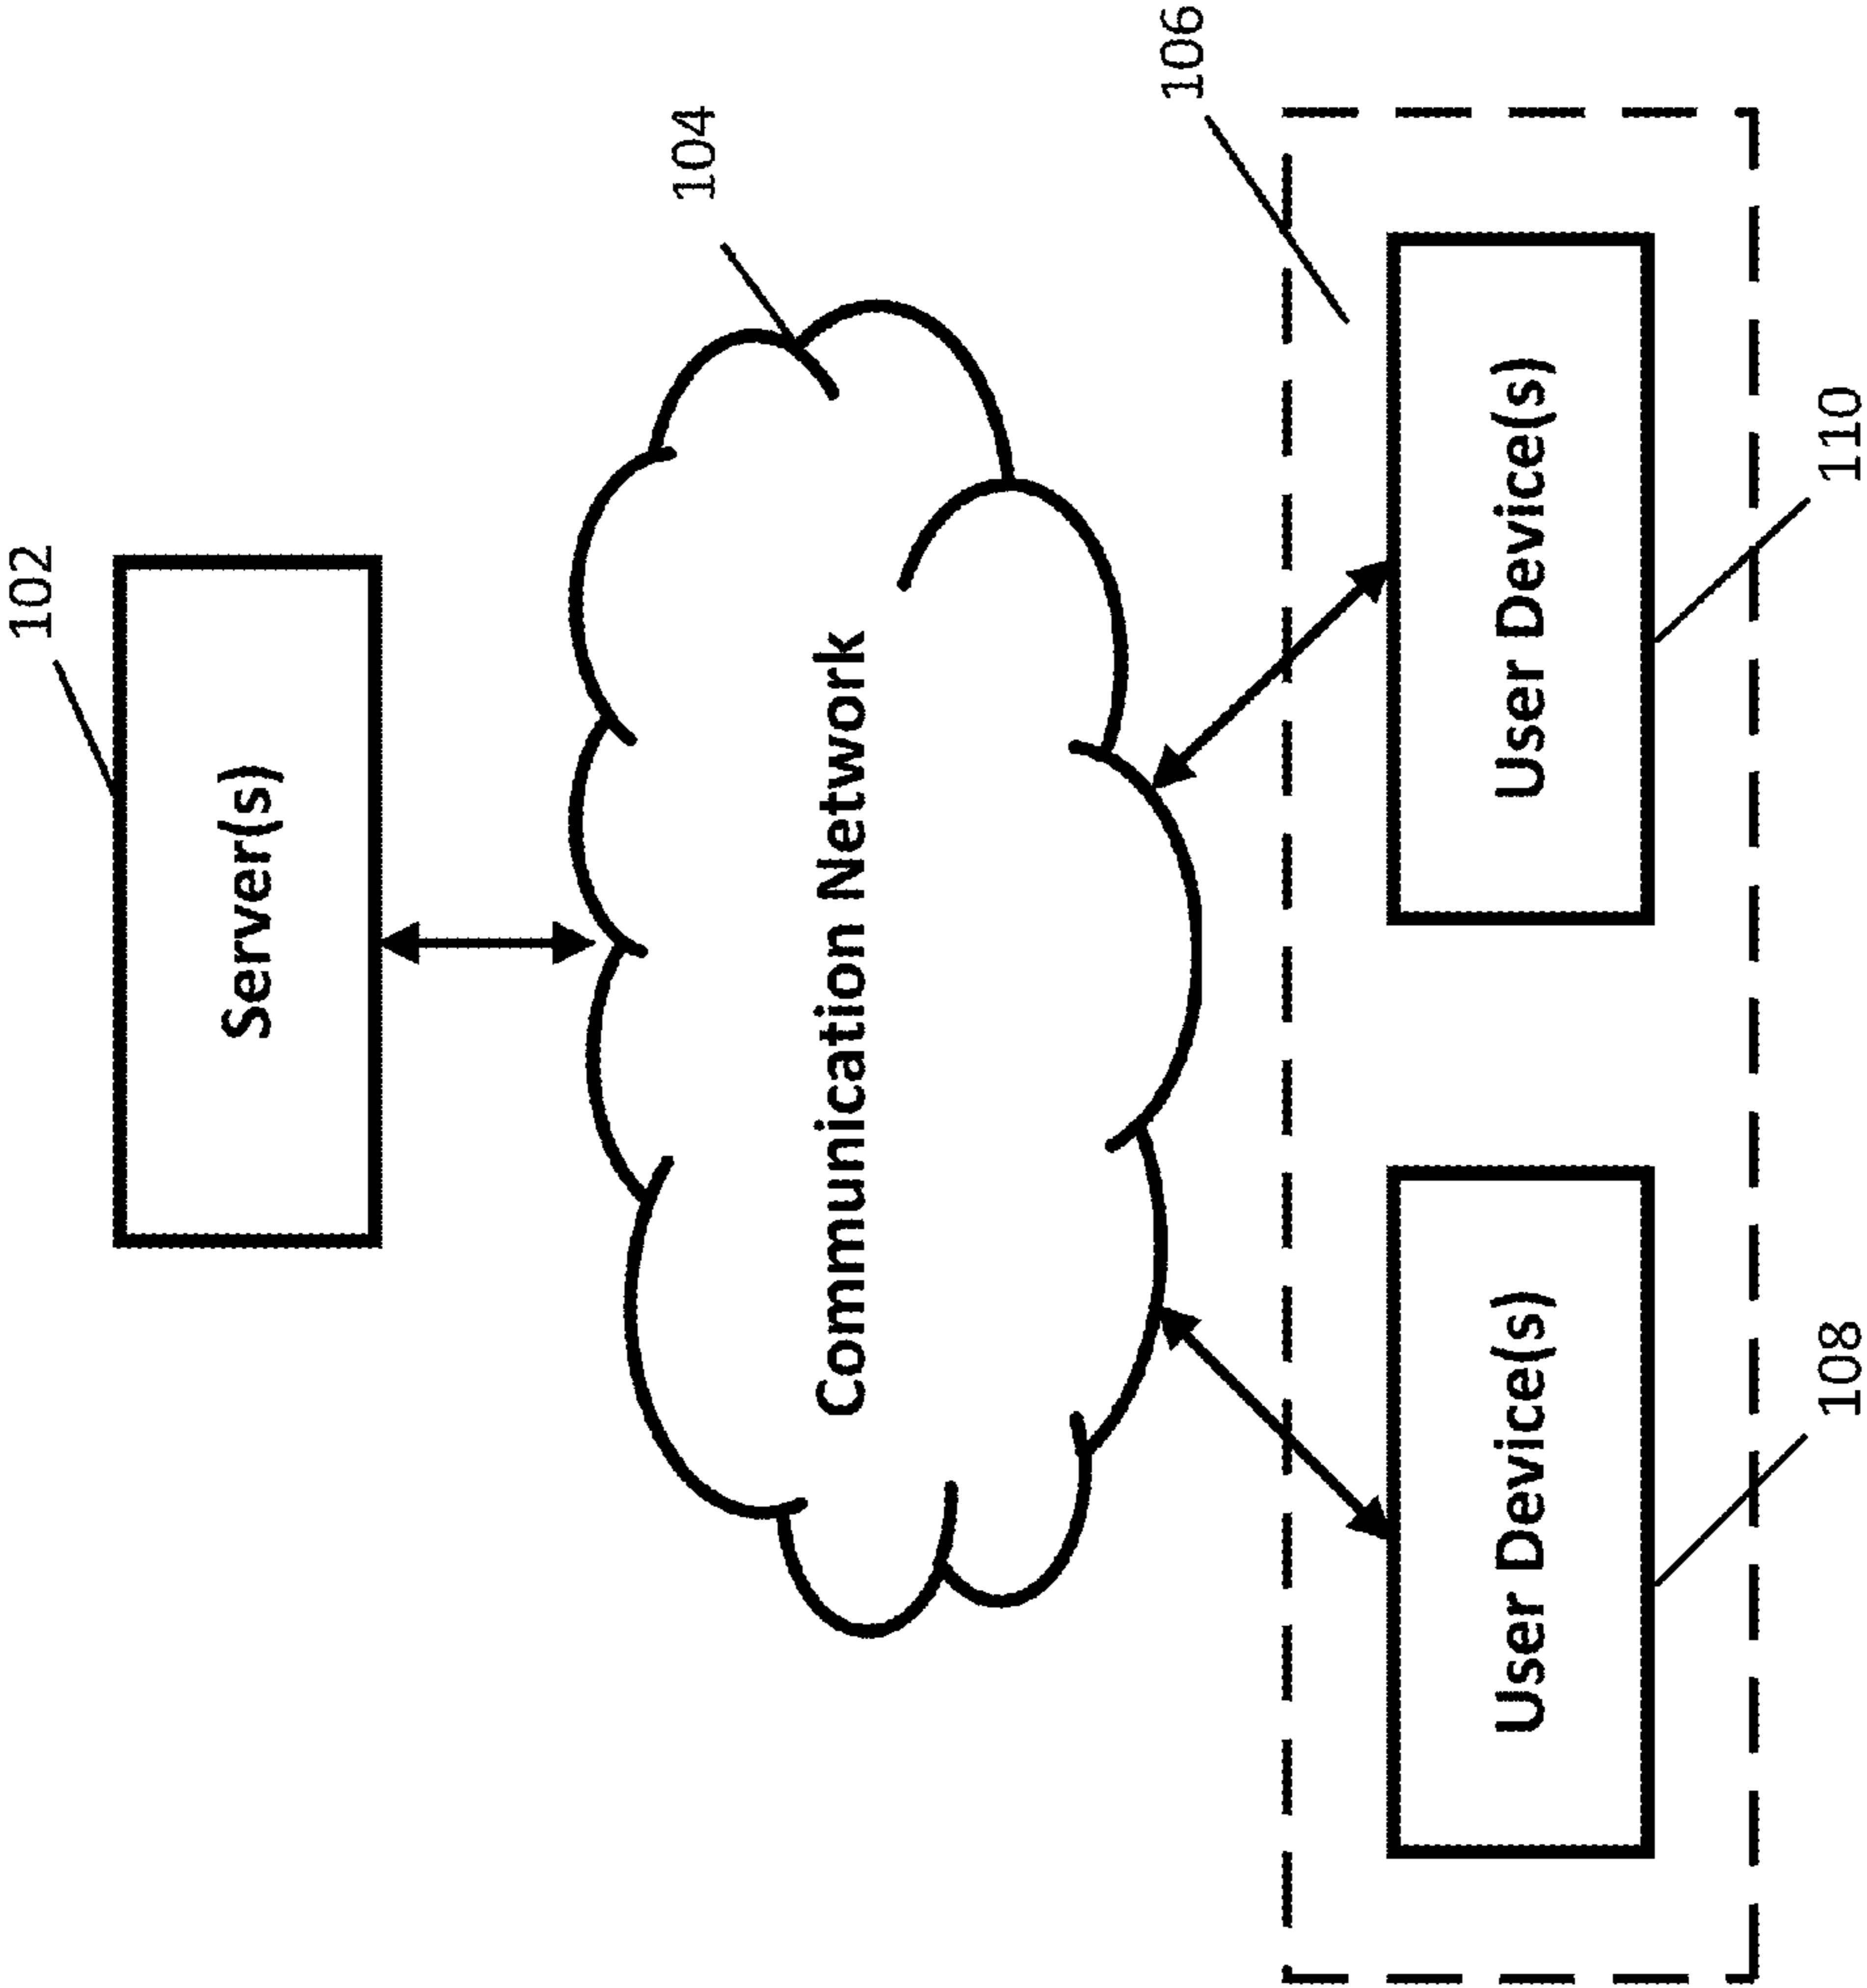 102
Server(s)
104
Communication Network
106
User Device(s)
User Device(s)
108
110